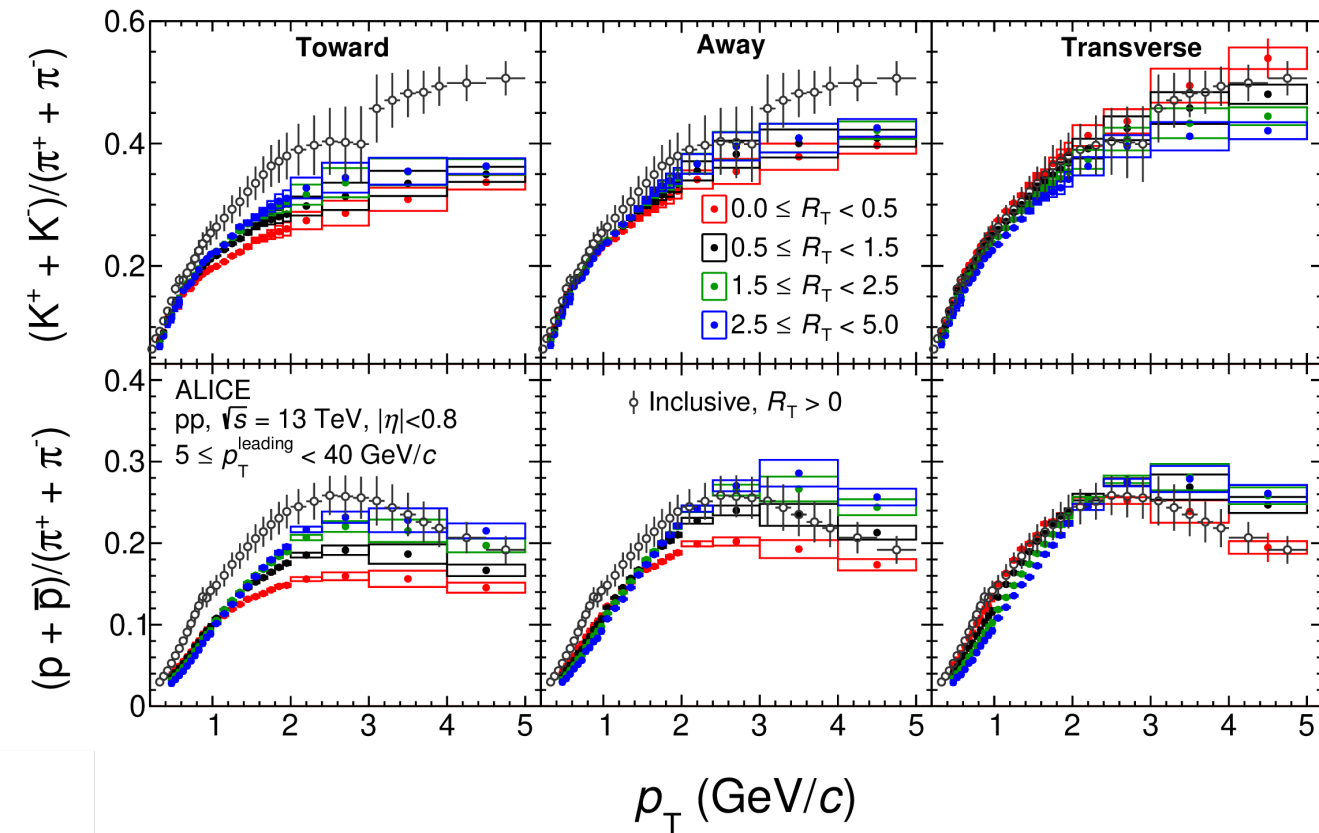 Toward
Away
Transverse
(K⁺ + K⁻)/(π⁺ + π⁻)
0.6
0.4
0.2
0.0 ≤ R_T < 0.5
0.5 ≤ R_T < 1.5
1.5 ≤ R_T < 2.5
2.5 ≤ R_T < 5.0
(p + p̅)/(π⁺ + π⁻)
0.4
0.3
0.2
0.1
0
ALICE
pp, √s = 13 TeV, |η|<0.8
5 ≤ p_T^leading < 40 GeV/c
Inclusive, R_T > 0
1 2 3 4 5
1 2 3 4 5
1 2 3 4 5
p_T (GeV/c)